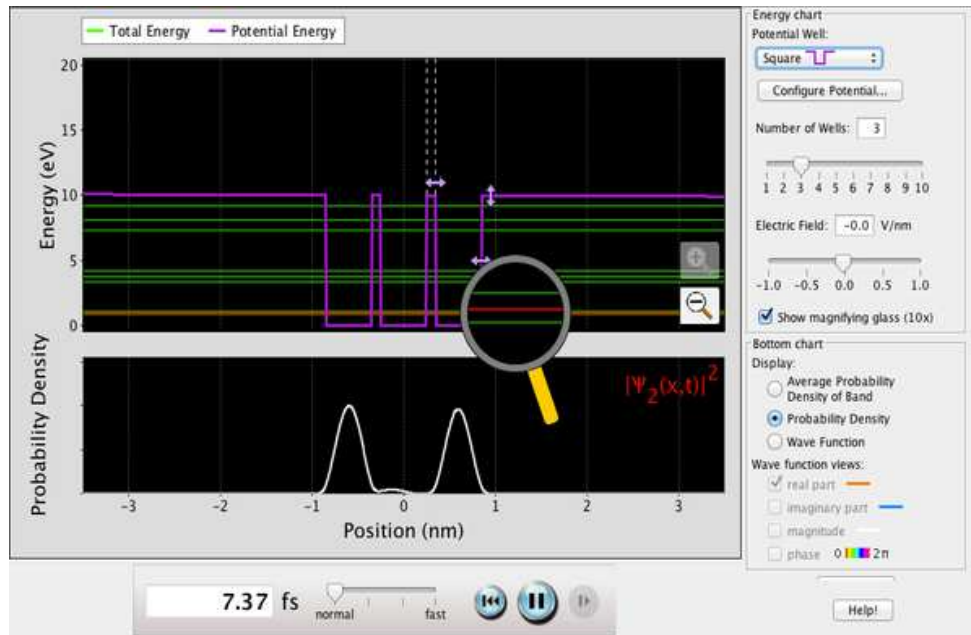 Total Energy Potential Energy
20
15
10
5
0
Energy (eV)
Probability Density
|Ψ2(x,t)|²
-3 -2 -1 0 1 2 3
Position (nm)
7.37 fs
normal fast
Energy chart
Potential Well:
Square
Configure Potential...
Number of Wells: 3
1 2 3 4 5 6 7 8 9 10
Electric Field: -0.0 V/nm
-1.0 -0.5 0.0 0.5 1.0
Show magnifying glass (10x)
Bottom chart
Display:
Average Probability
Density of Band
Probability Density
Wave Function
Wave function views:
real part
imaginary part
magnitude
phase 0 2π
Help!